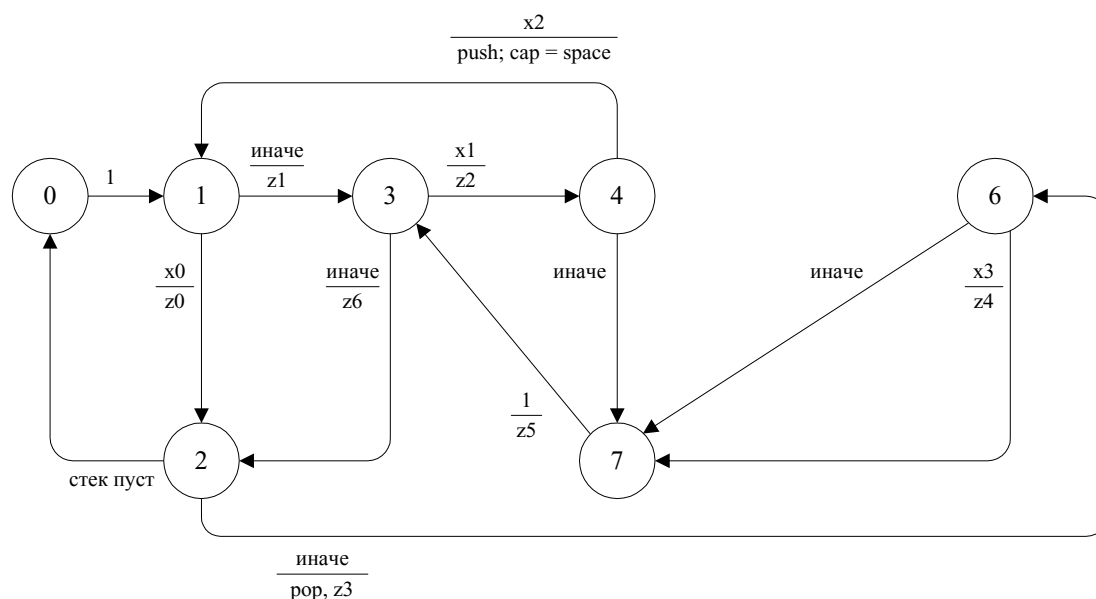 x2
push; cap = space
0
1
1
иначе
z1
3
x1
z2
4
6
x0
z0
иначе
z6
иначе
иначе
x3
z4
1
z5
2
7
стек пуст
иначе
pop, z3